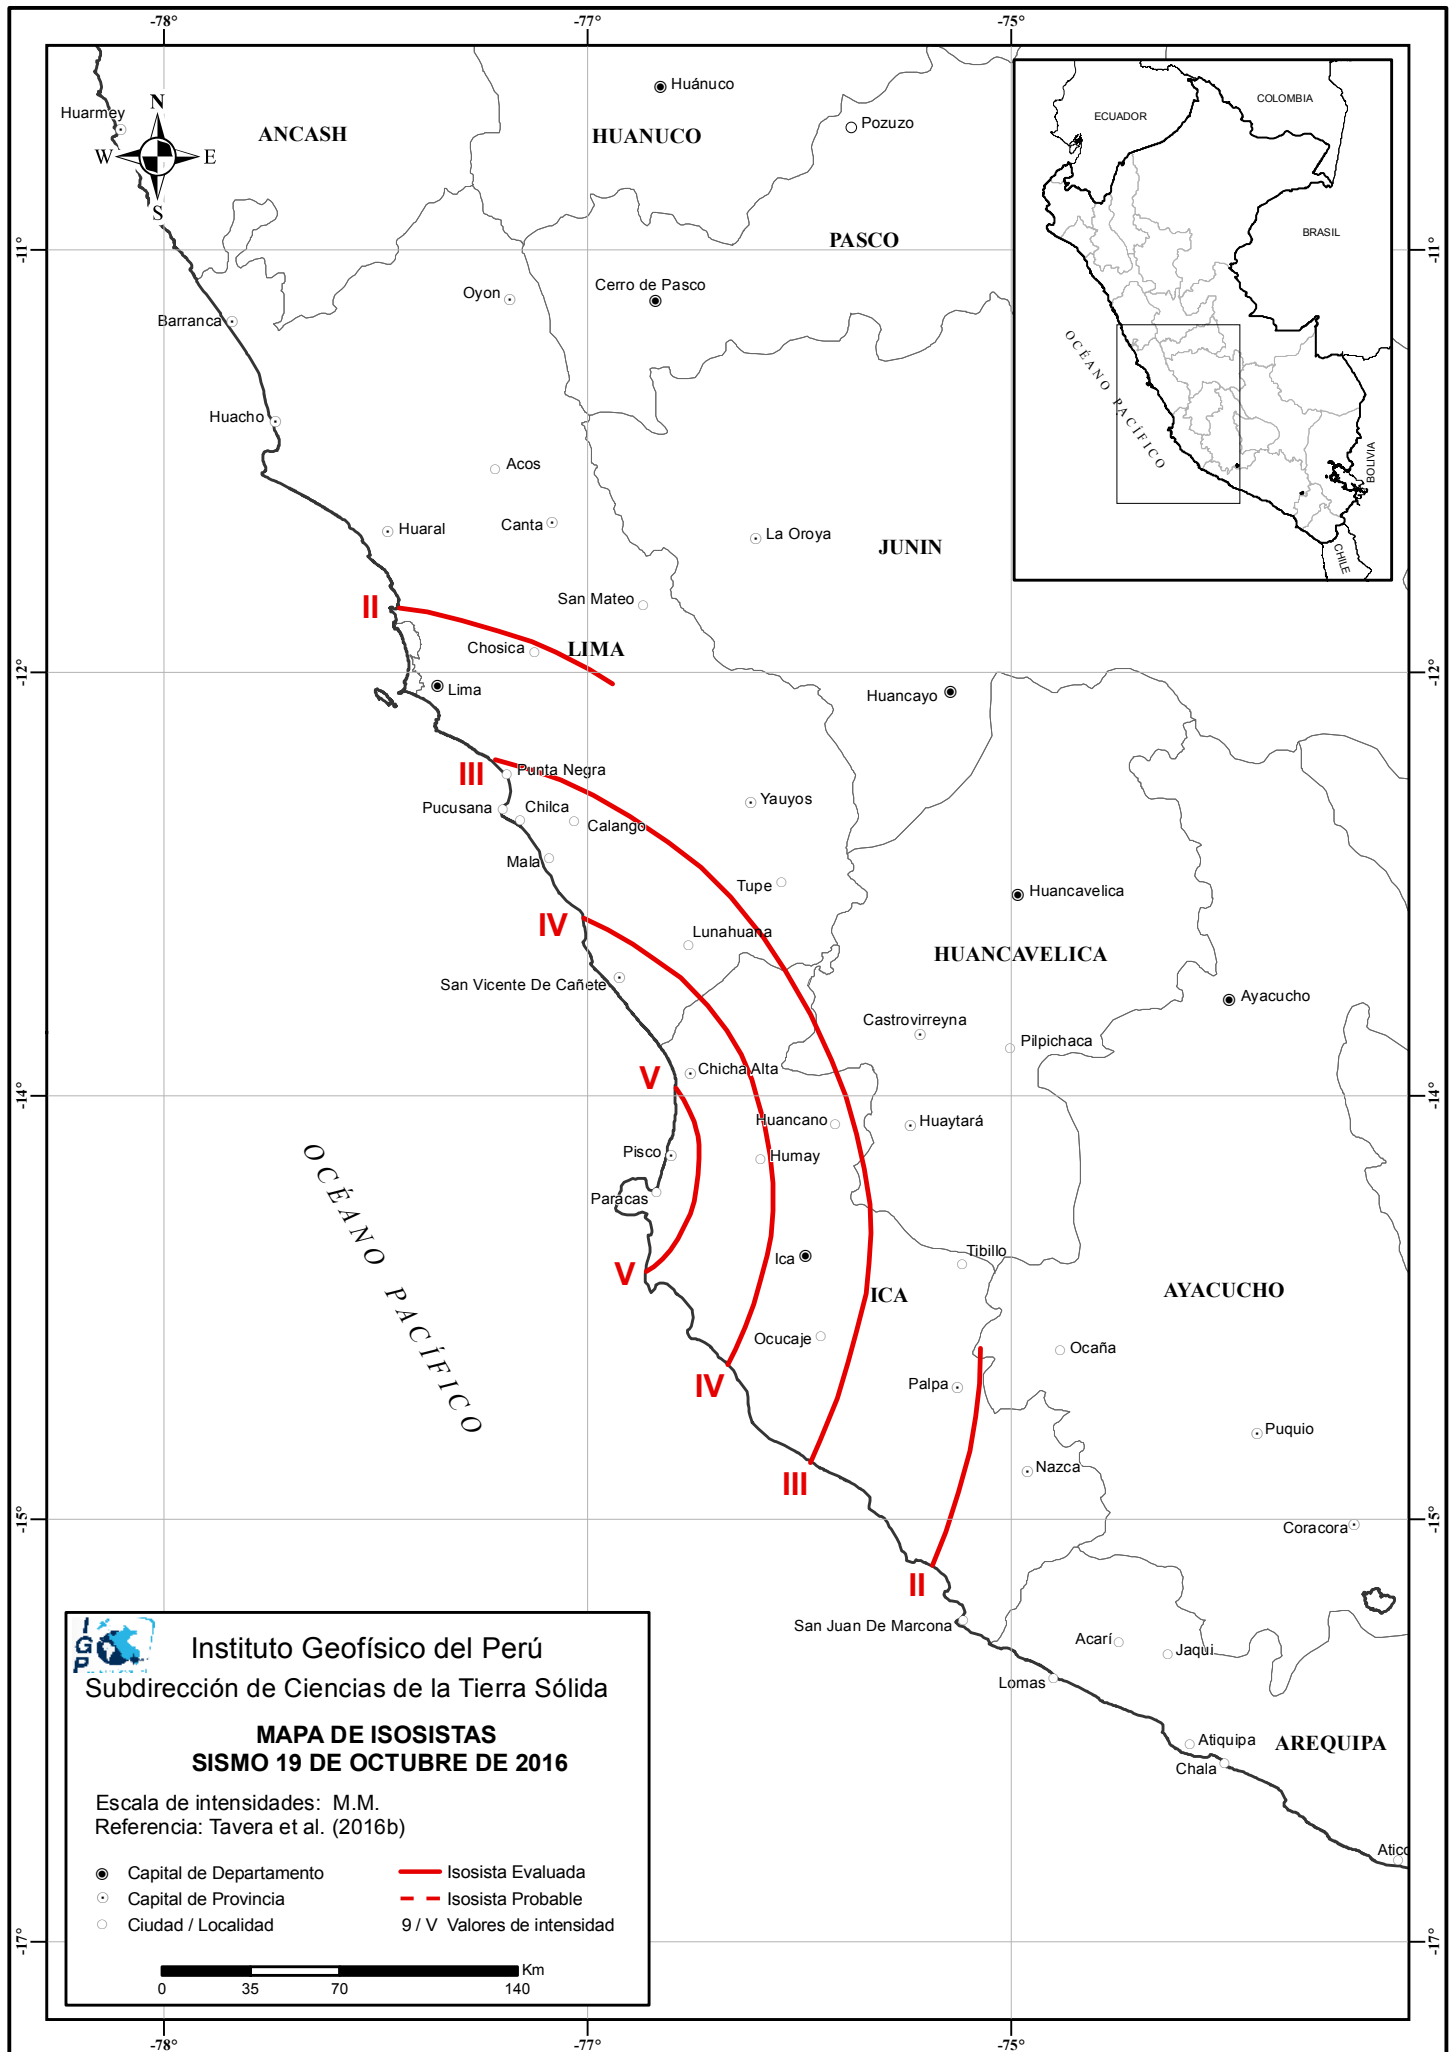 -78°
-77°
-75°
Huánuco
Pozuzo
Huarmey
N
W
E
S
ANCASH
HUANUCO
PASCO
COLOMBIA
ECUADOR
BRASIL
OCÉANO PACÍFICO
BOLIVIA
CHILE
-11°
-11°
Oyon
Cerro de Pasco
Barranca
Huacho
Acos
Huaral
Canta
La Oroya
JUNIN
San Mateo
II
Chosica
LIMA
-12°
-12°
Lima
Huancayo
III
Punta Negra
Pucusana
Chilca
Calango
Yauyos
Mala
Tupe
Huancavelica
IV
Lunahuana
HUANCAVELICA
San Vicente De Cañete
Ayacucho
Castrovirreyna
Pilpichaca
V
Chicha Alta
-14°
-14°
Huancano
Huaytará
Pisco
Humay
Paracas
OCÉANO PACÍFICO
Ica
Tibillo
V
ICA
AYACUCHO
Ocucaje
Ocaña
IV
Palpa
Puquio
III
Nazca
-15°
-15°
Coracora
II
San Juan De Marcona
Acarí
Jaqui
Lomas
Atiquipa
AREQUIPA
Chala
Atico
IGP
Instituto Geofísico del Perú
Subdirección de Ciencias de la Tierra Sólida
MAPA DE ISOSISTAS
SISMO 19 DE OCTUBRE DE 2016
Escala de intensidades: M.M.
Referencia: Tavera et al. (2016b)
Capital de Departamento
Isosista Evaluada
Capital de Provincia
Isosista Probable
Ciudad / Localidad
9 / V Valores de intensidad
-17°
-17°
Km
0 35 70 140
-78°
-77°
-75°